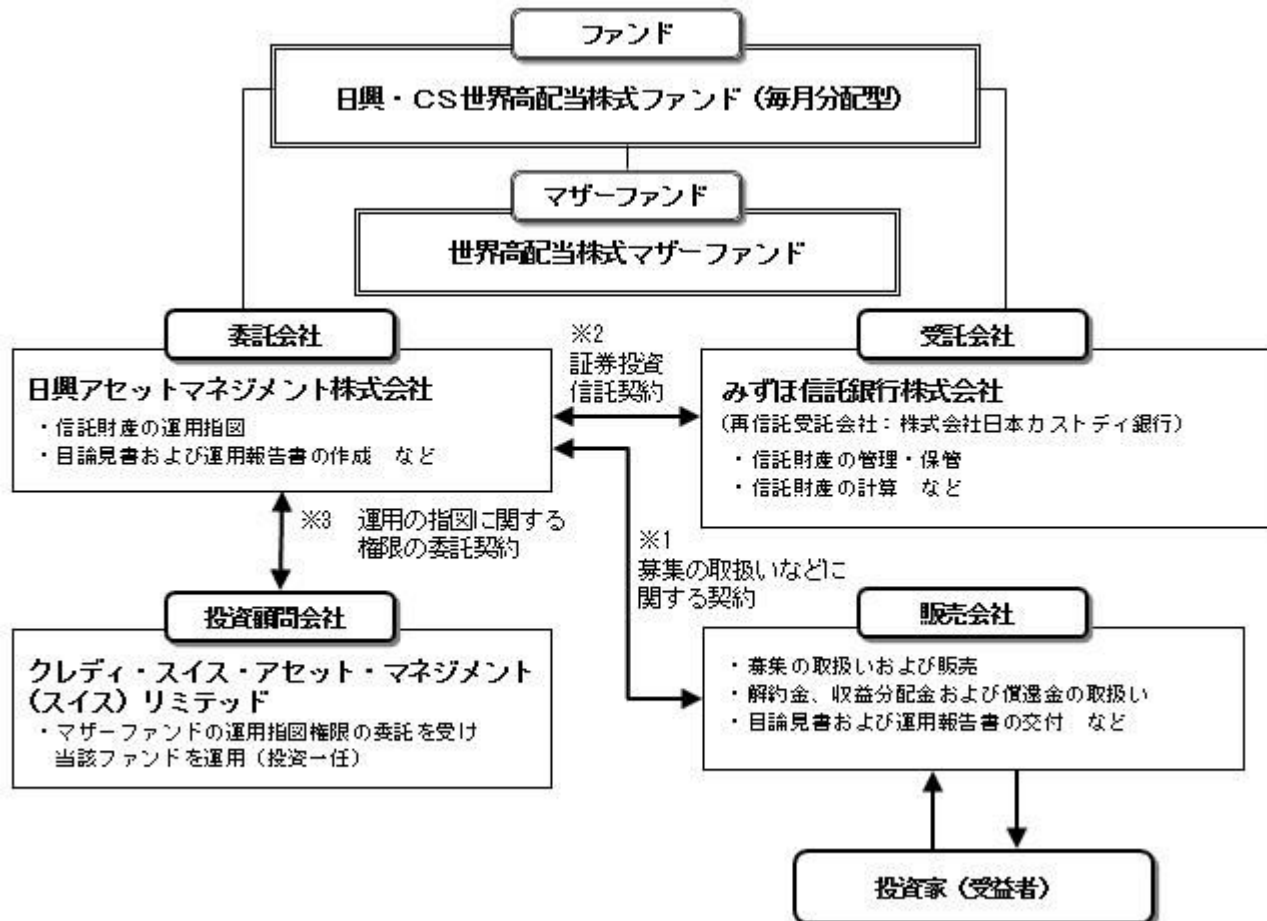 ファンド
日興・CS世界高配当株式ファンド(毎月分配型)
マザーファンド
世界高配当株式マザーファンド
委託会社
日興アセットマネジメント株式会社
・信託財産の運用指図
・目論見書および運用報告書の作成 など
※2
証券投資
信託契約
受託会社
みずほ信託銀行株式会社
(再信託受託会社:株式会社日本カストディ銀行)
・信託財産の管理・保管
・信託財産の計算 など
※3 運用の指図に関する
権限の委託契約
※1
募集の取扱いなどに
関する契約
投資顧問会社
クレディ・スイス・アセット・マネジメント
(スイス)リミテッド
・マザーファンドの運用指図権限の委託を受け
当該ファンドを運用(投資一任)
販売会社
・募集の取扱いおよび販売
・解約金、収益分配金および償還金の取扱い
・目論見書および運用報告書の交付 など
投資家(受益者)